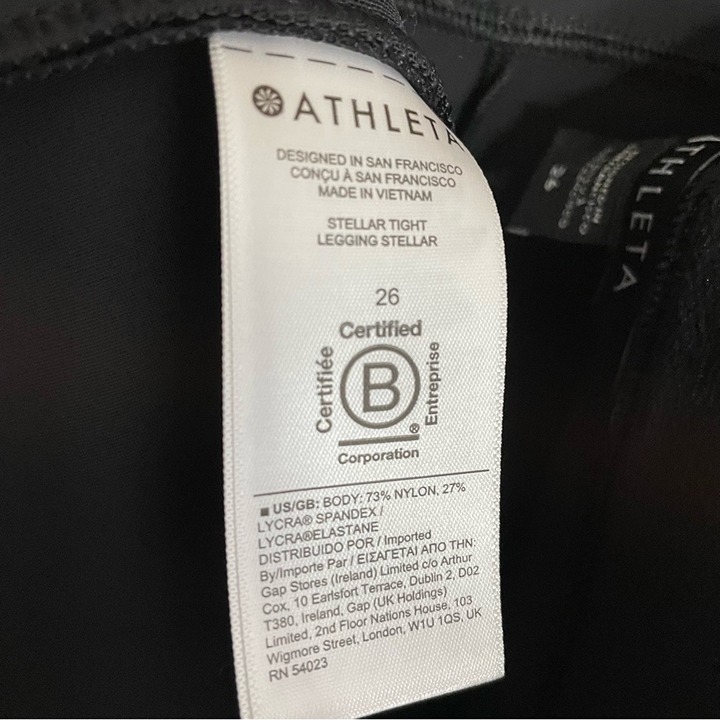 ATHLETA
DESIGNED IN SAN FRANCISCO
CONÇU À SAN FRANCISCO
MADE IN VIETNAM
STELLAR TIGHT
LEGGING STELLAR
26
Certified
Certifiée
B
Entreprise
®
Corporation
■ US/GB: BODY: 73% NYLON, 27%
LYCRA® SPANDEX /
LYCRA®ELASTANE
DISTRIBUIDO POR / Imported
By/Importe Par / ΕΙΣΑΓΕΤΑΙ ΑΠΟ ΤΗΝ:
Gap Stores (Ireland) Limited c/o Arthur
Cox, 10 Earlsfort Terrace, Dublin 2, D02
T380, Ireland, Gap (UK Holdings)
Limited, 2nd Floor Nations House, 103
Wigmore Street, London, W1U 1QS, UK
RN 54023
THLETA